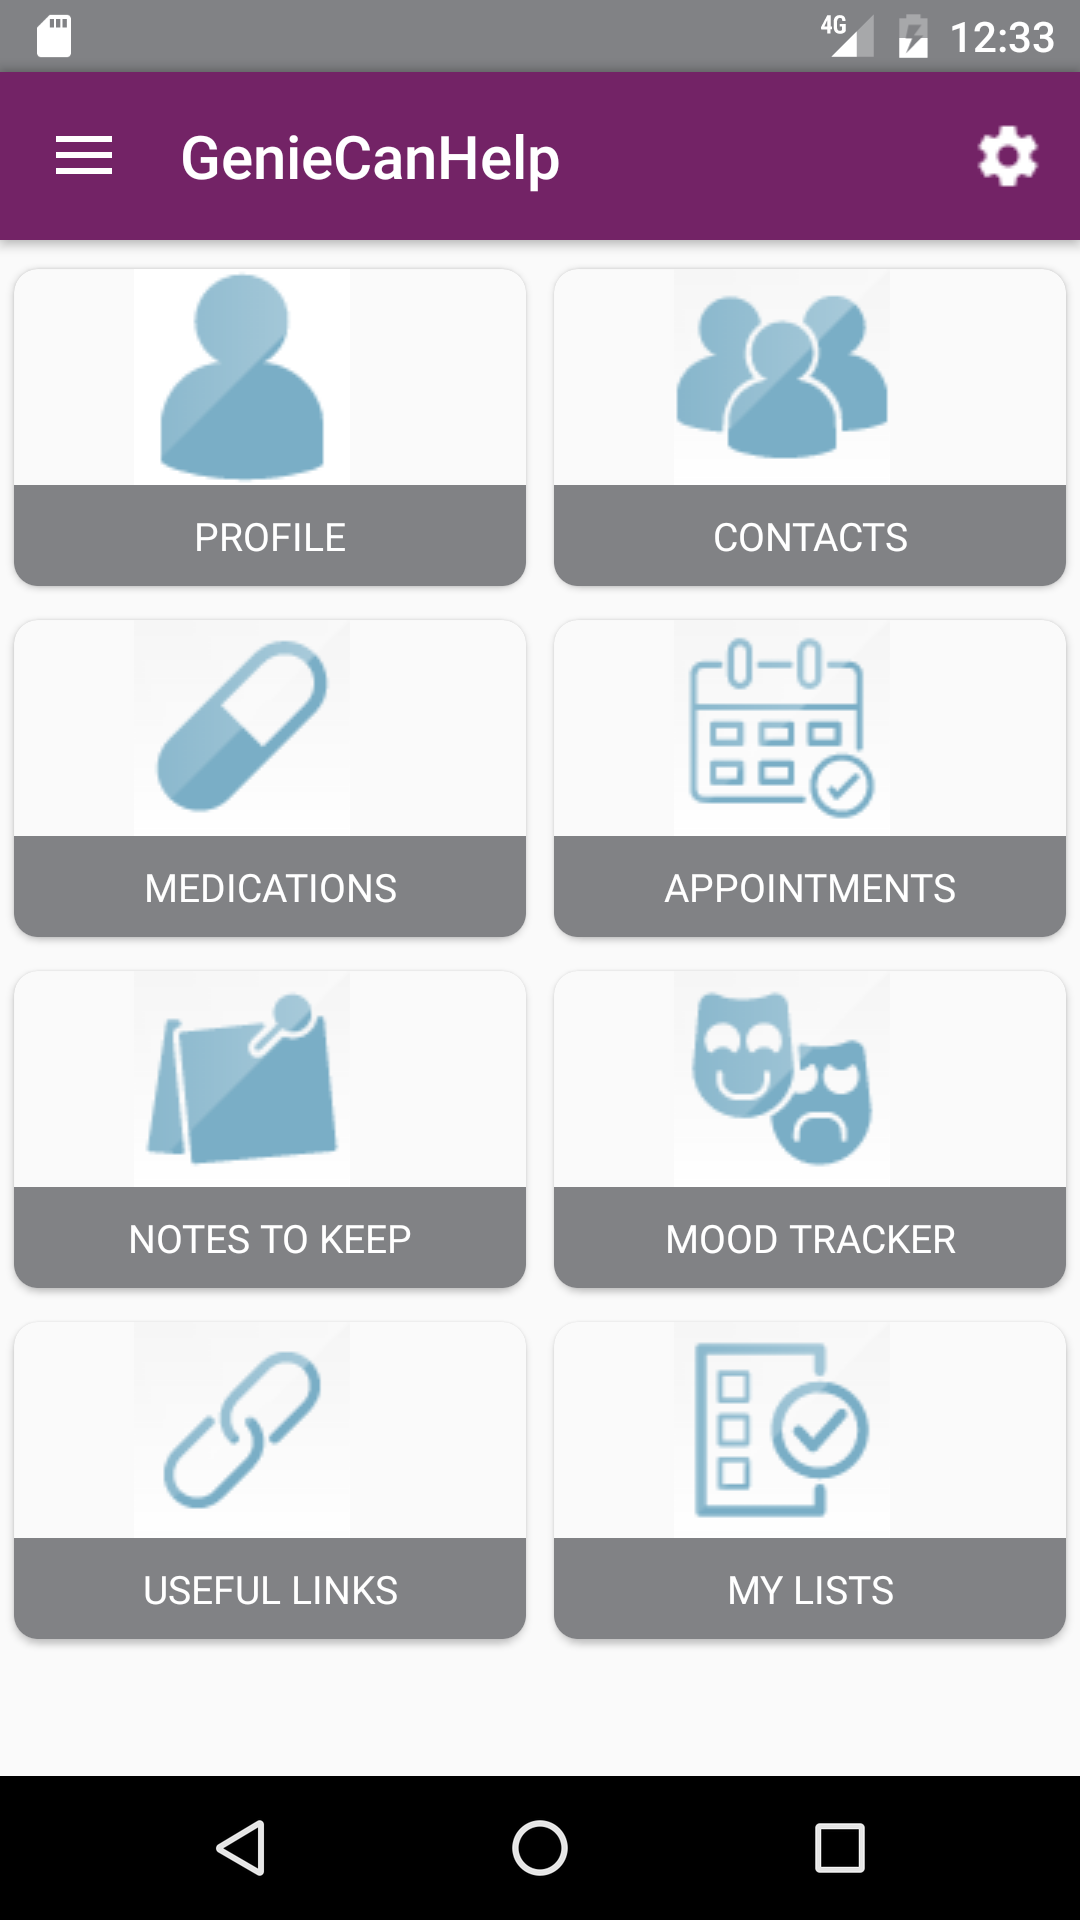 4G 12:33
GenieCanHelp
PROFILE
CONTACTS
MEDICATIONS
APPOINTMENTS
NOTES TO KEEP
MOOD TRACKER
USEFUL LINKS
MY LISTS